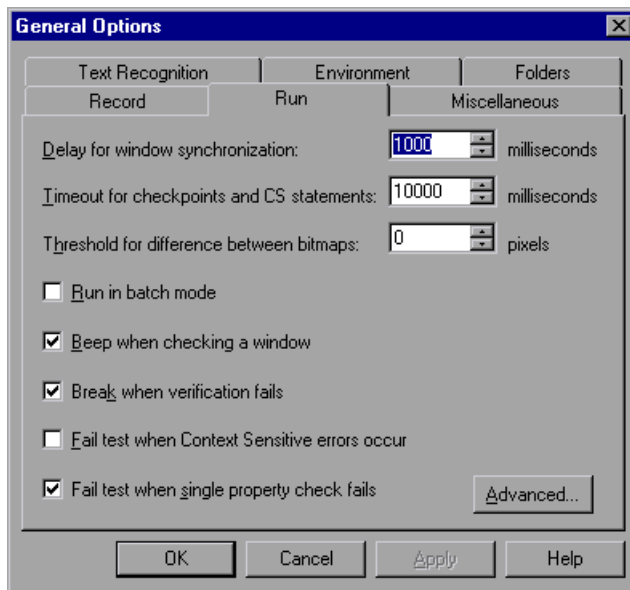 General Options
Text Recognition Environment Folders
Record Run Miscellaneous
Delay for window synchronization: 1000 milliseconds
Timeout for checkpoints and CS statements: 10000 milliseconds
Threshold for difference between bitmaps: 0 pixels
Run in batch mode
Beep when checking a window
Break when verification fails
Fail test when Context Sensitive errors occur
Fail test when single property check fails
Advanced...
OK Cancel Apply Help